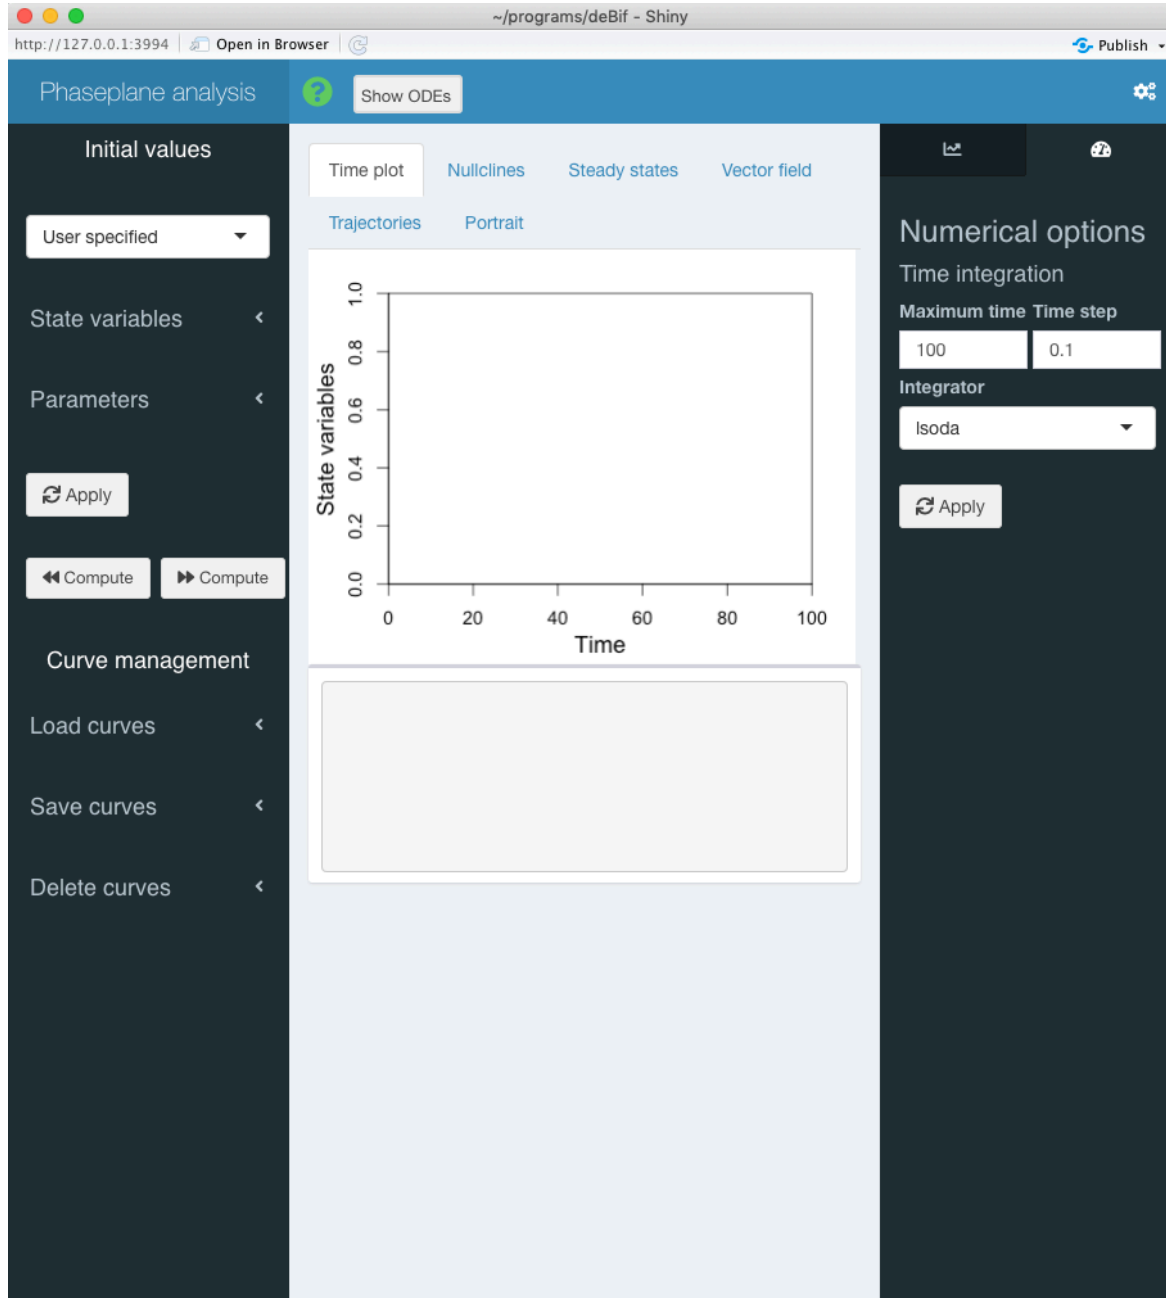 ~/programs/deBif - Shiny
http://127.0.0.1:3994 Open in Browser Publish
Phaseplane analysis
? Show ODEs
Initial values
User specified
State variables
Parameters
Apply
Compute Compute
Curve management
Load curves
Save curves
Delete curves
Time plot Nullclines Steady states Vector field
Trajectories Portrait
State variables
1.0
0.8
0.6
0.4
0.2
0.0
0 20 40 60 80 100
Time
Numerical options
Time integration
Maximum time Time step
100 0.1
Integrator
lsoda
Apply